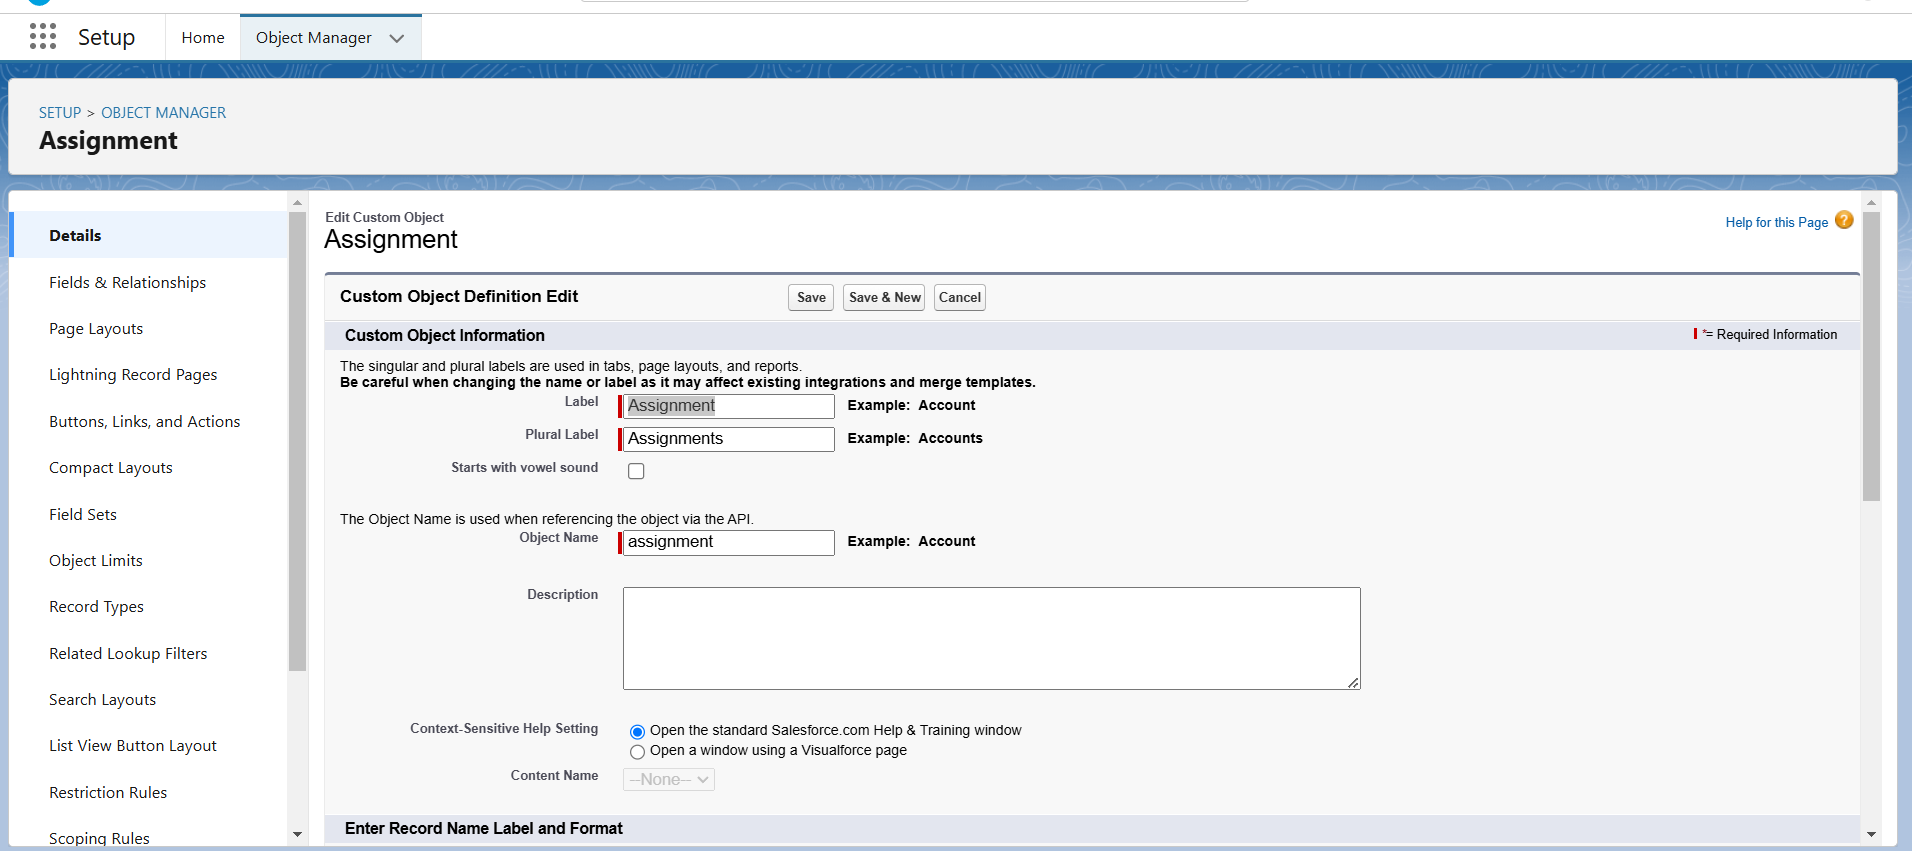 Setup
Home
Object Manager
SETUP > OBJECT MANAGER
Assignment
Details
Fields & Relationships
Page Layouts
Lightning Record Pages
Buttons, Links, and Actions
Compact Layouts
Field Sets
Object Limits
Record Types
Related Lookup Filters
Search Layouts
List View Button Layout
Restriction Rules
Scoping Rules
Edit Custom Object
Assignment
Help for this Page ?
Custom Object Definition Edit
Save
Save & New
Cancel
Custom Object Information
*= Required Information
The singular and plural labels are used in tabs, page layouts, and reports.
Be careful when changing the name or label as it may affect existing integrations and merge templates.
Label Assignment Example: Account
Plural Label Assignments Example: Accounts
Starts with vowel sound
The Object Name is used when referencing the object via the API.
Object Name assignment Example: Account
Description
Context-Sensitive Help Setting Open the standard Salesforce.com Help & Training window
Open a window using a Visualforce page
Content Name --None--
Enter Record Name Label and Format